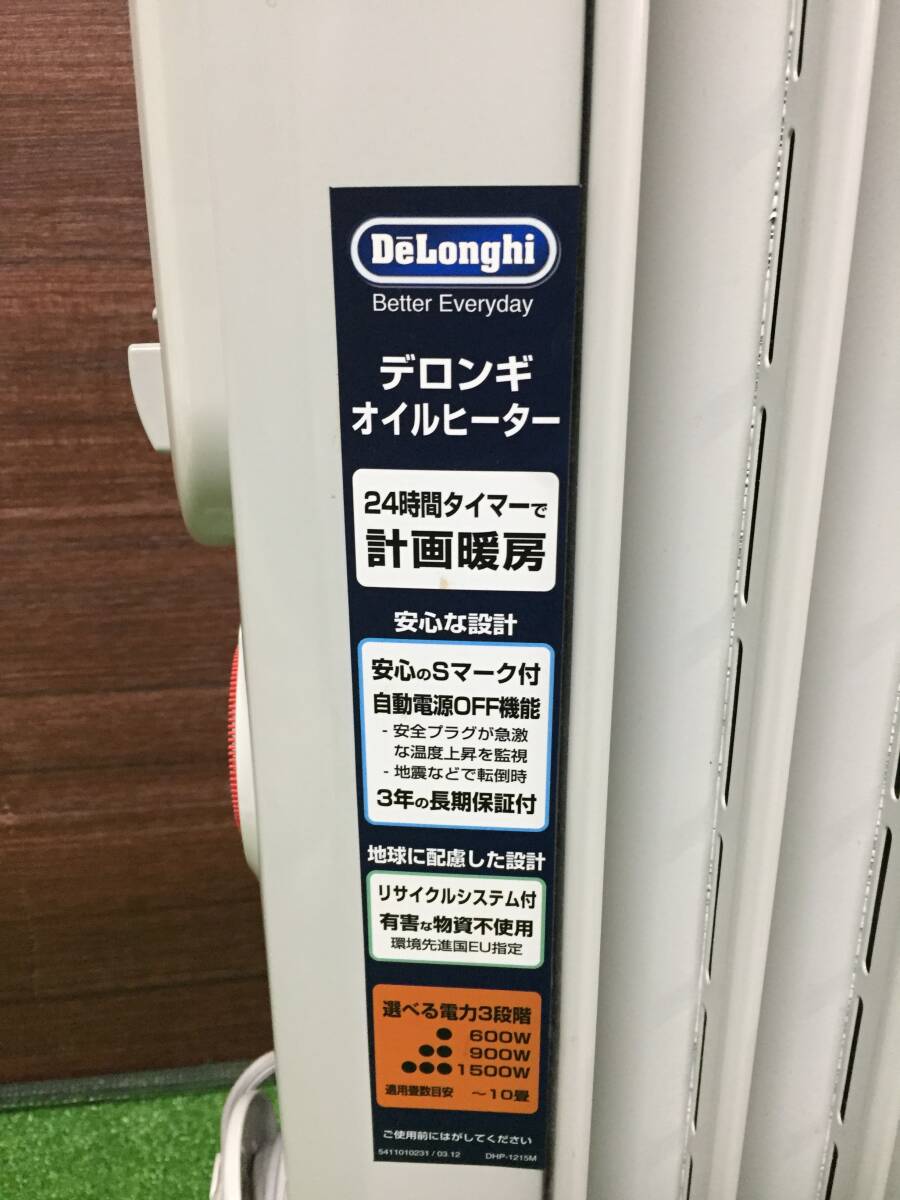 DēLonghi
Better Everyday
デロンギ
オイルヒーター
24時間タイマーで
計画暖房
安心な設計
安心のSマーク付
自動電源OFF機能
- 安全プラグが急激
な温度上昇を監視
- 地震などで転倒時
3年の長期保証付
地球に配慮した設計
リサイクルシステム付
有害な物資不使用
環境先進国EU指定
選べる電力3段階
● 600W
●● 900W
●●● 1500W
適用畳数目安 ～10畳
ご使用前にはがしてください
5411010231 / 03.12 DHP-1215M